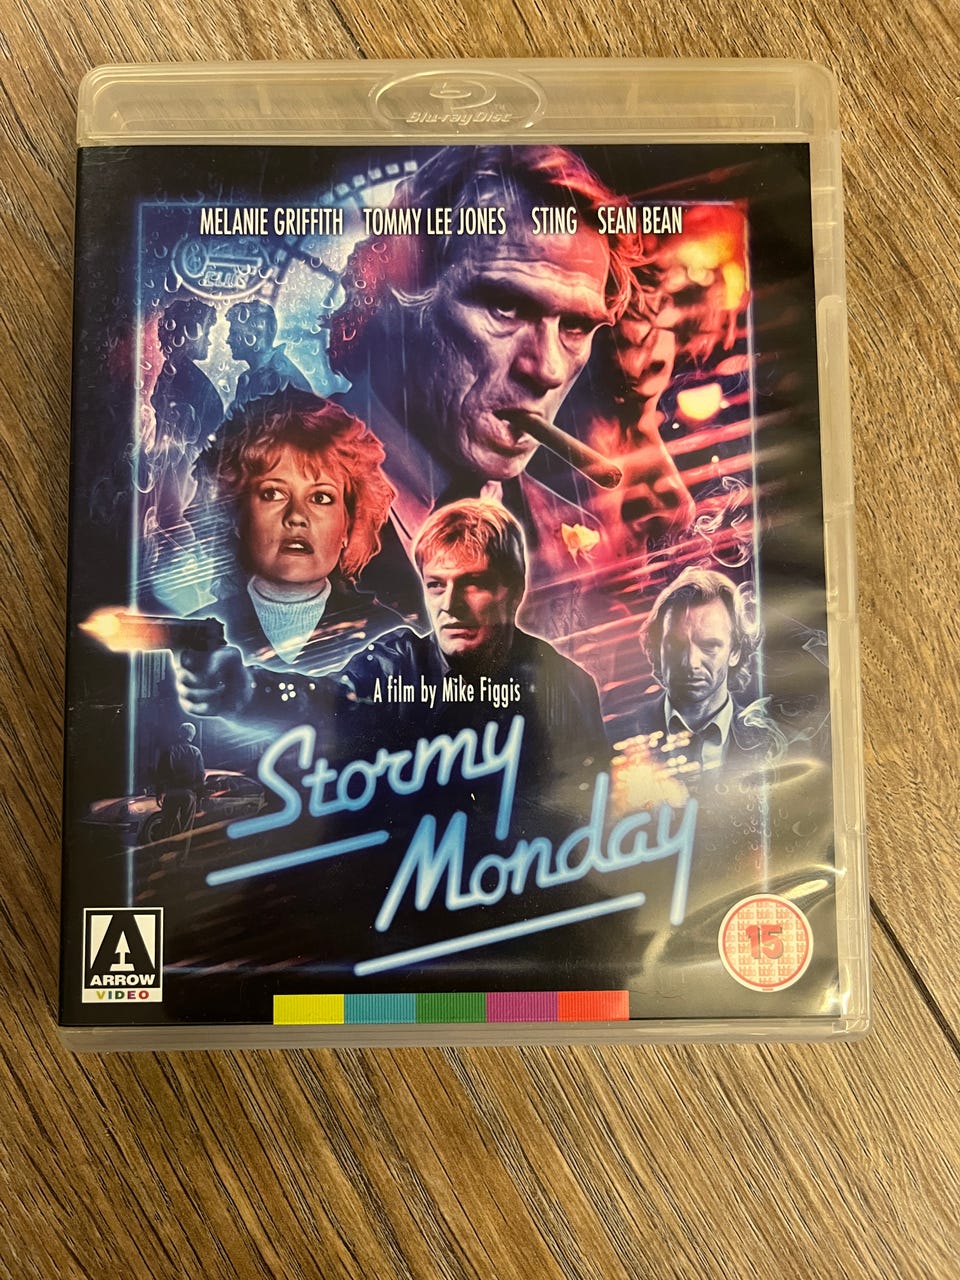 Blu-ray Disc
MELANIE GRIFFITH TOMMY LEE JONES STING SEAN BEAN
CLUB
A film by Mike Figgis
Stormy
Monday
ARROW
VIDEO
15